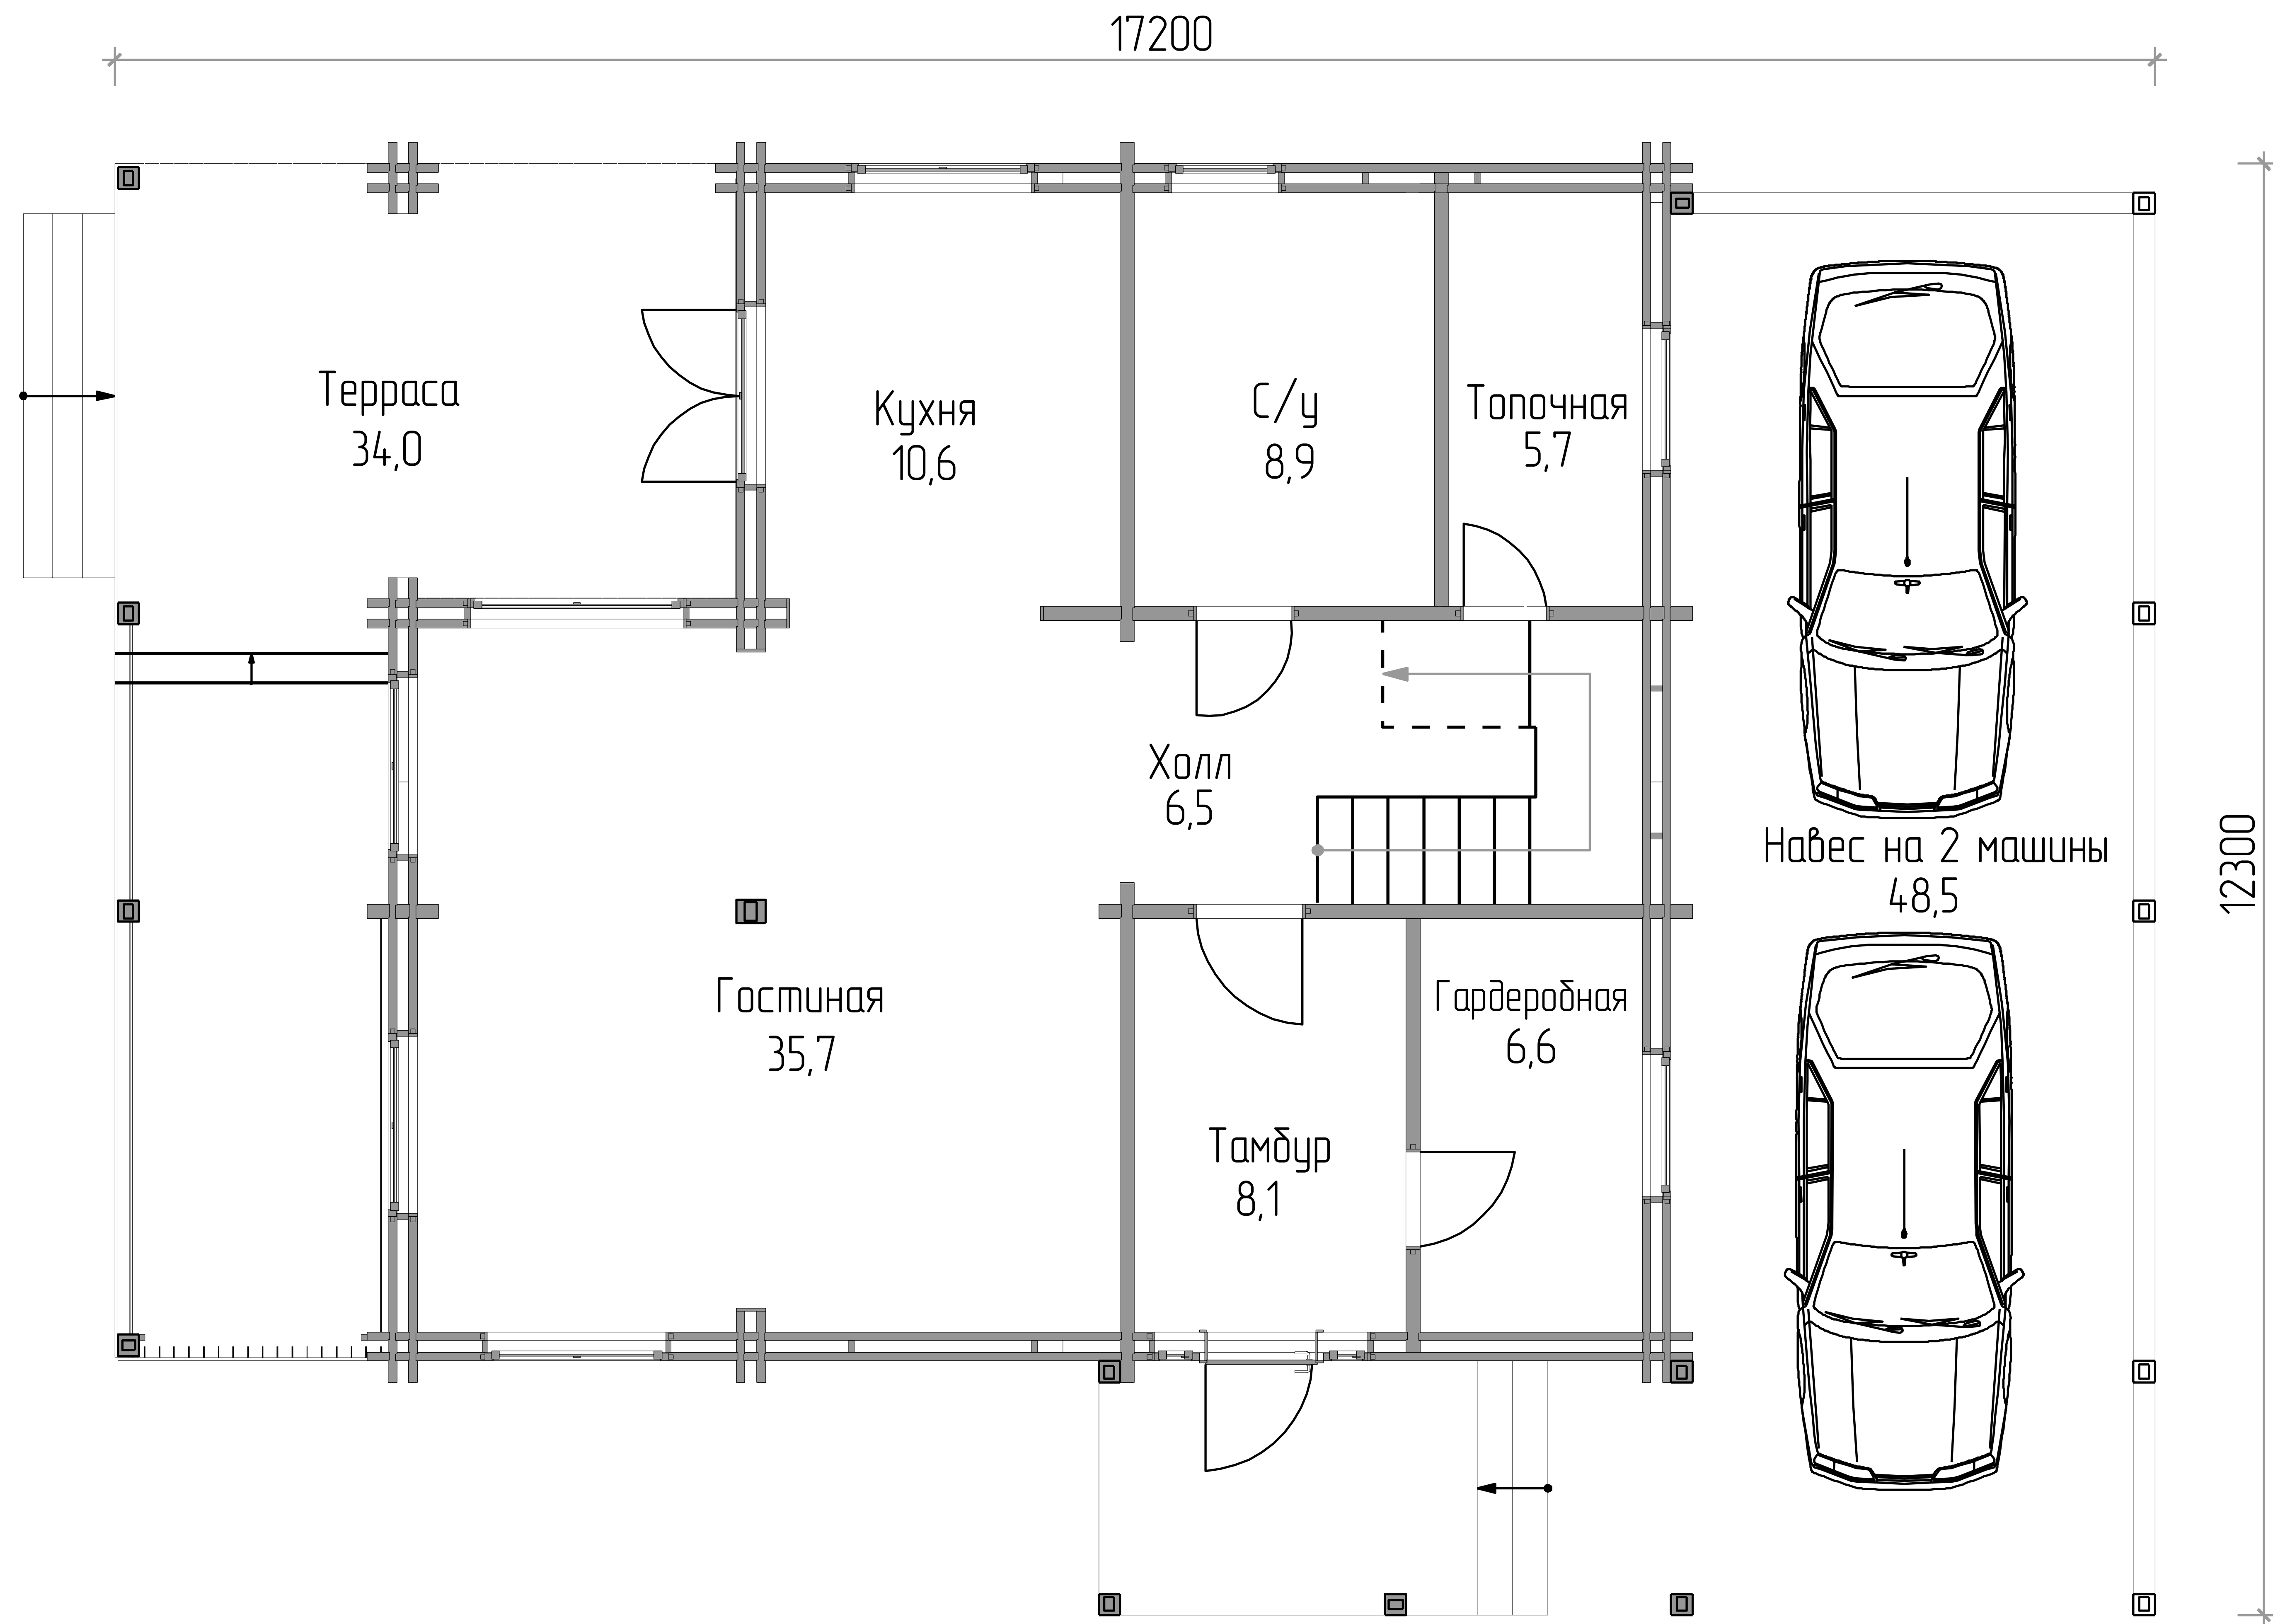 17200
Терраса
34,0
Кухня
10,6
С/у
8,9
Топочная
5,7
Холл
6,5
Навес на 2 машины
48,5
12300
Гостиная
35,7
Гардеробная
6,6
Тамбур
8,1